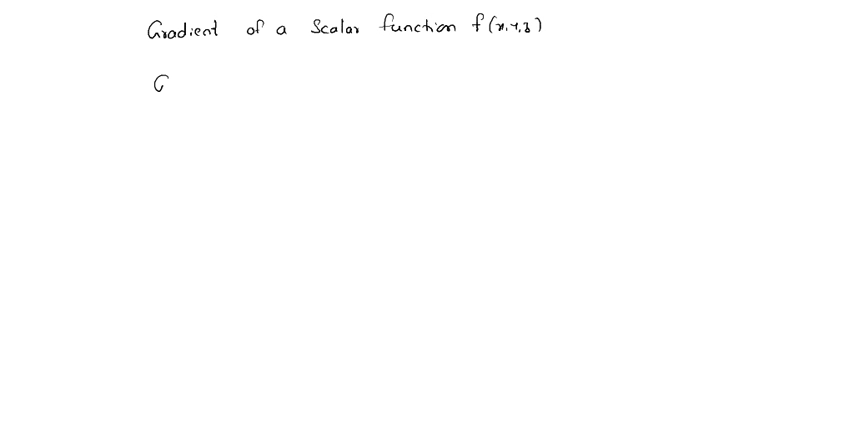 Gradient of a Scalar function f(x,y,z)
G